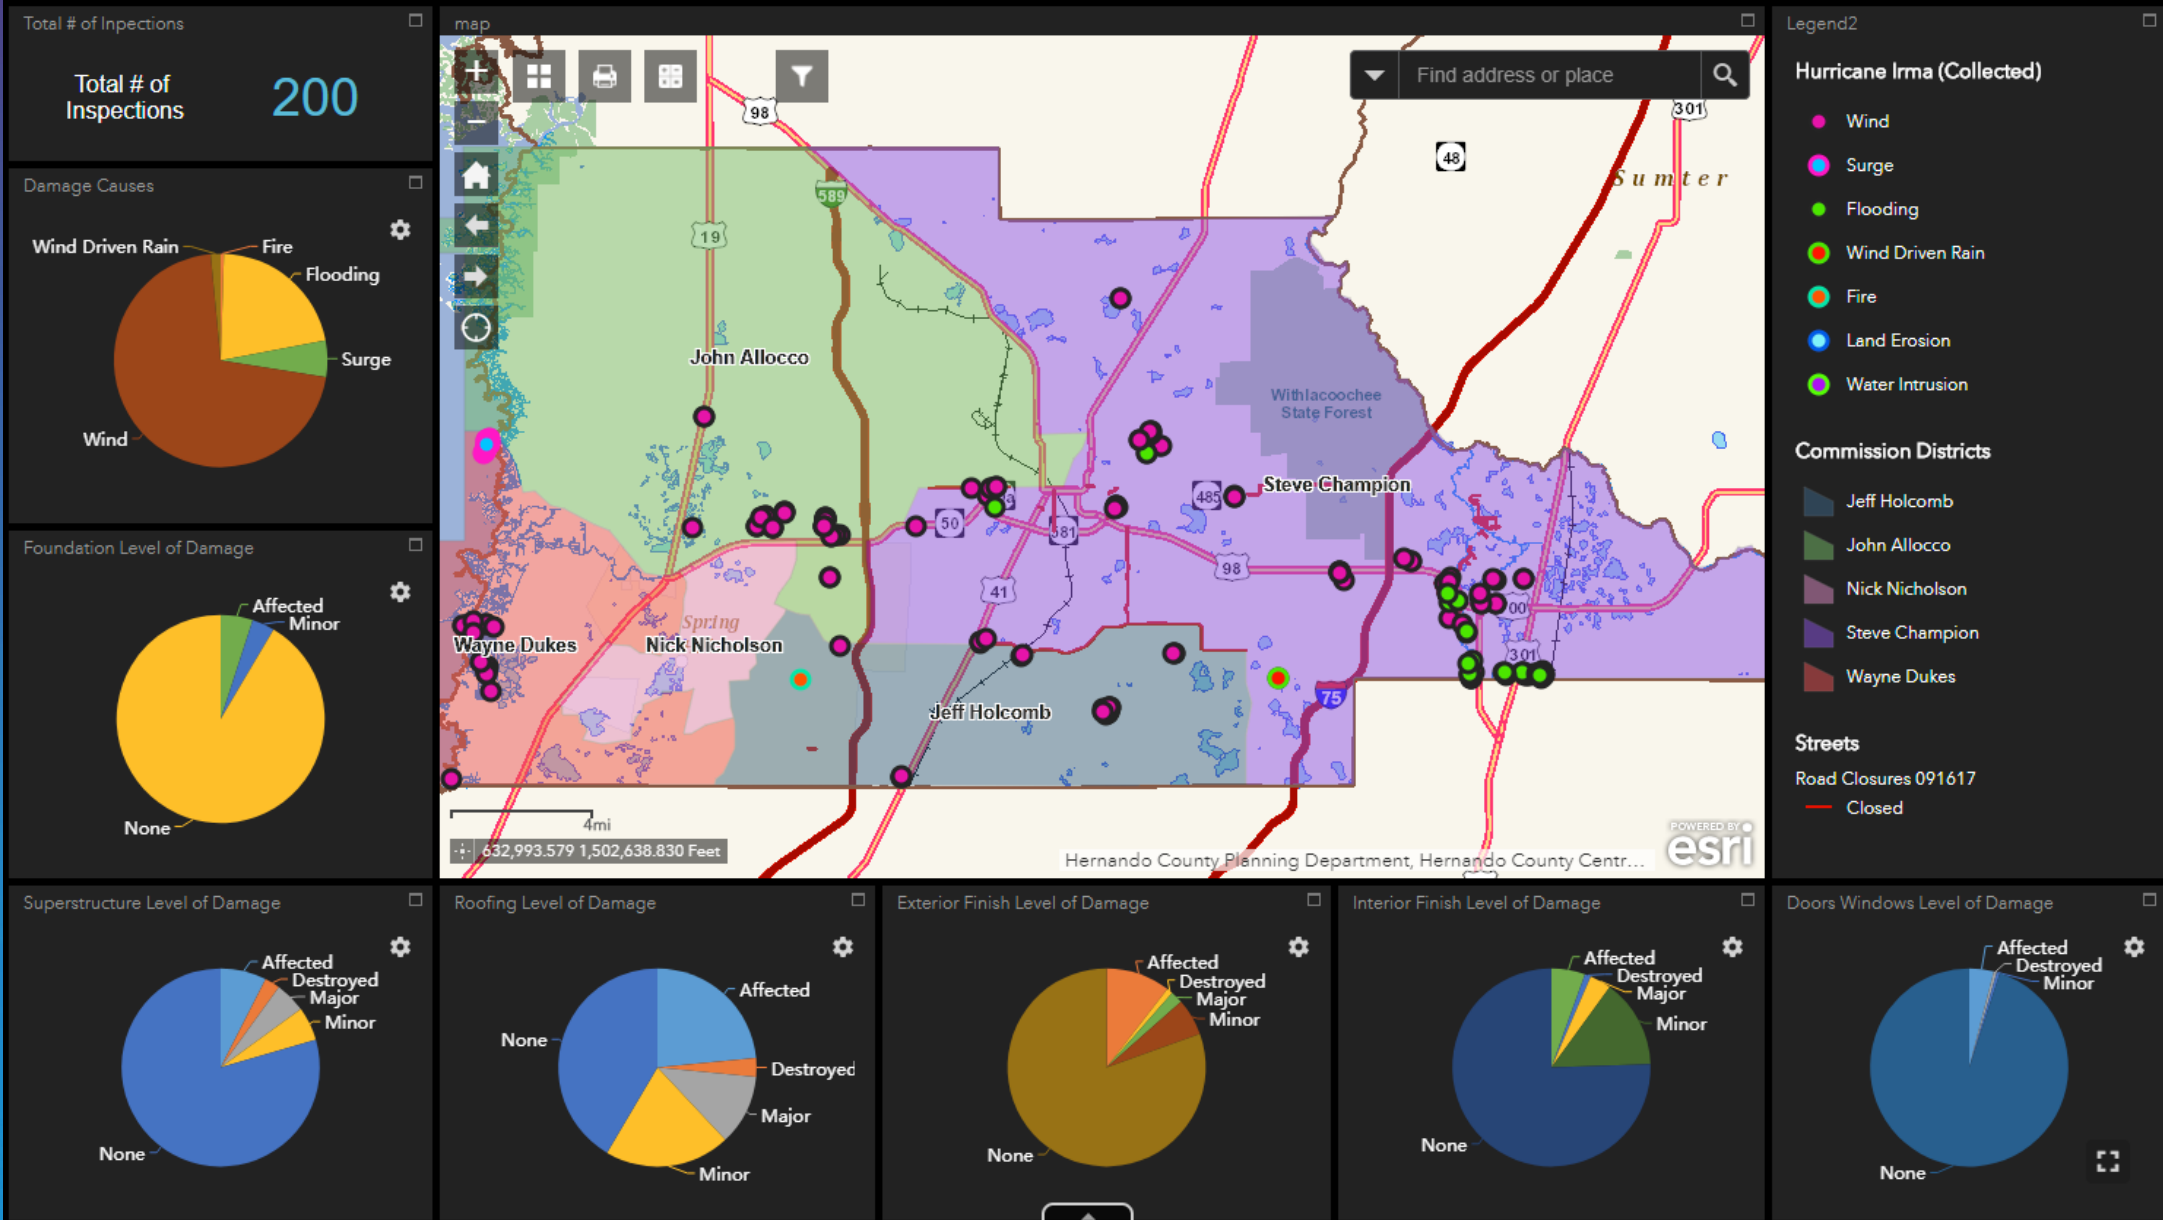 Total # of Inpections
Total # of
Inspections
200
Damage Causes
Wind Driven Rain
Fire
Flooding
Surge
Wind
Foundation Level of Damage
Affected
Minor
None
map
Find address or place
98
301
48
Sumter
589
19
John Allocco
Withlacoochee
State Forest
485
Steve Champion
50
581
98
41
Spring
Wayne Dukes
Nick Nicholson
301
75
Jeff Holcomb
4mi
632,993.579 1,502,638.830 Feet
Hernando County Planning Department, Hernando County Centr...
POWERED BY
esri
Legend2
Hurricane Irma (Collected)
Wind
Surge
Flooding
Wind Driven Rain
Fire
Land Erosion
Water Intrusion
Commission Districts
Jeff Holcomb
John Allocco
Nick Nicholson
Steve Champion
Wayne Dukes
Streets
Road Closures 091617
Closed
Superstructure Level of Damage
Affected
Destroyed
Major
Minor
None
Roofing Level of Damage
Affected
None
Destroyed
Major
Minor
Exterior Finish Level of Damage
Affected
Destroyed
Major
Minor
None
Interior Finish Level of Damage
Affected
Destroyed
Major
Minor
None
Doors Windows Level of Damage
Affected
Destroyed
Minor
None